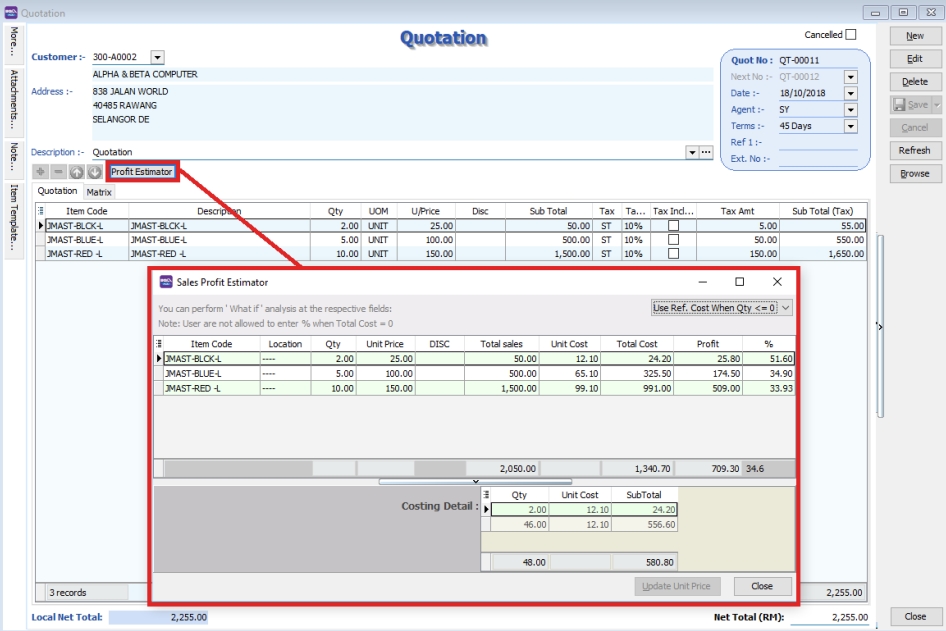 Quotation
More...
Attachments...
Note...
Item Template...
Quotation
Cancelled
Customer :- 300-A0002
ALPHA & BETA COMPUTER
Address :- 838 JALAN WORLD
40485 RAWANG
SELANGOR DE
Description :- Quotation
Quot No : QT-00011
Next No :- QT-00012
Date :- 18/10/2018
Agent :- SY
Terms :- 45 Days
Ref 1 :-
Ext. No :-
New
Edit
Delete
Save
Cancel
Refresh
Browse
Profit Estimator
Quotation Matrix
Item Code Description Qty UOM U/Price Disc Sub Total Tax Ta... Tax Incl... Tax Amt Sub Total (Tax)
JMAST-BLCK-L JMAST-BLCK-L 2.00 UNIT 25.00 50.00 ST 10% 5.00 55.00
JMAST-BLUE-L JMAST-BLUE-L 5.00 UNIT 100.00 500.00 ST 10% 50.00 550.00
JMAST-RED -L JMAST-RED -L 10.00 UNIT 150.00 1,500.00 ST 10% 150.00 1,650.00
Sales Profit Estimator
You can perform ' What if ' analysis at the respective fields:
Note: User are not allowed to enter % when Total Cost = 0
Use Ref. Cost When Qty <= 0
Item Code Location Qty Unit Price DISC Total sales Unit Cost Total Cost Profit %
JMAST-BLCK-L ---- 2.00 25.00 50.00 12.10 24.20 25.80 51.60
JMAST-BLUE-L ---- 5.00 100.00 500.00 65.10 325.50 174.50 34.90
JMAST-RED -L ---- 10.00 150.00 1,500.00 99.10 991.00 509.00 33.93
2,050.00 1,340.70 709.30 34.6
Costing Detail :
Qty Unit Cost SubTotal
2.00 12.10 24.20
46.00 12.10 556.60
48.00 580.80
Update Unit Price Close
3 records 2,255.00
Local Net Total: 2,255.00 Net Total (RM): 2,255.00
Close